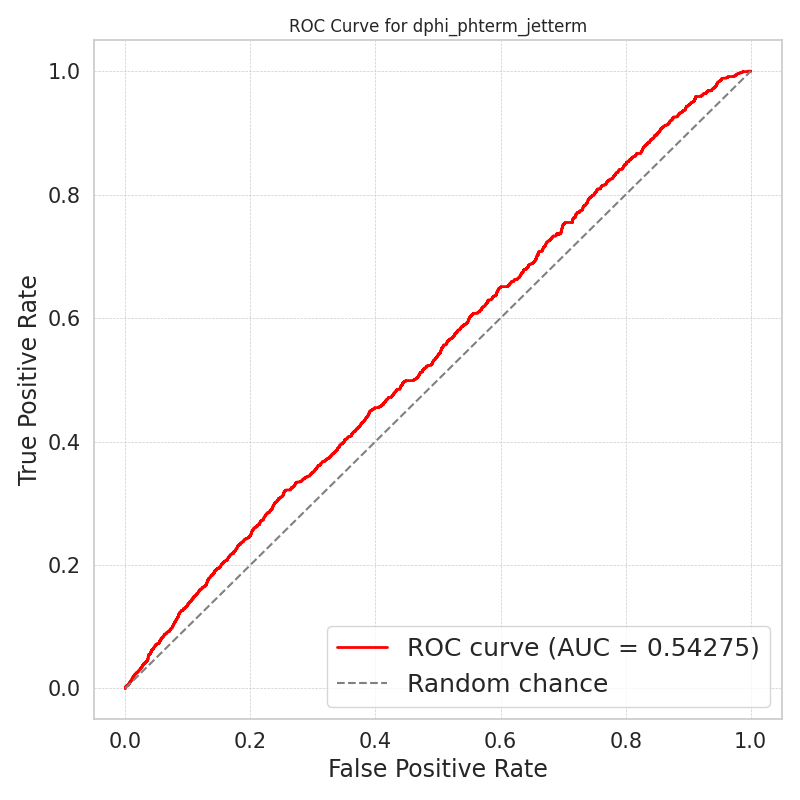 ROC Curve for dphi_phterm_jetterm
1.0
0.8
0.6
0.4
0.2
0.0
True Positive Rate
ROC curve (AUC = 0.54275)
Random chance
0.0 0.2 0.4 0.6 0.8 1.0
False Positive Rate